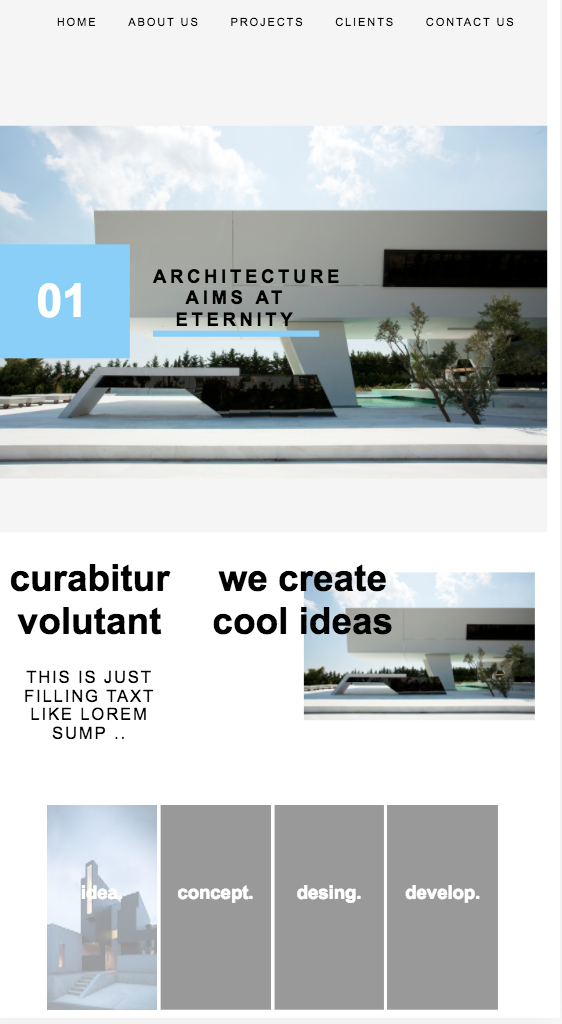 HOME ABOUT US PROJECTS CLIENTS CONTACT US
01
ARCHITECTURE
AIMS AT
ETERNITY
curabitur
volutant
we create
cool ideas
THIS IS JUST
FILLING TAXT
LIKE LOREM
SUMP ..
idea.
concept.
desing.
develop.